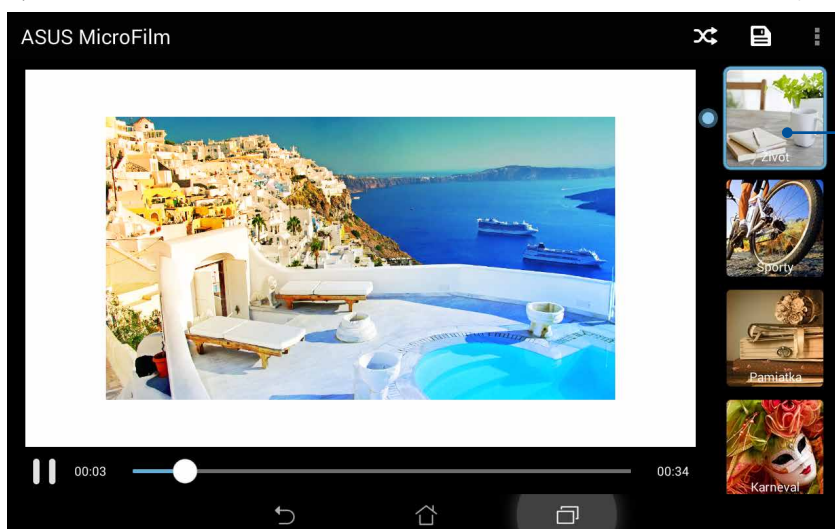 ASUS MicroFilm
Život
Športy
Pamiatka
Karneval
00:03
00:34